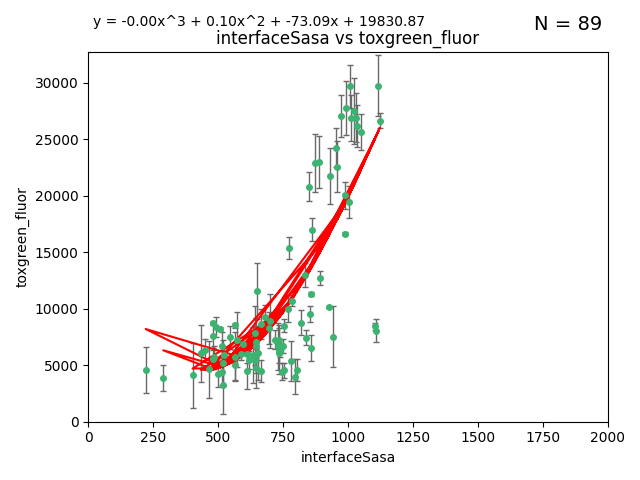 y = -0.00x^3 + 0.10x^2 + -73.09x + 19830.87
N = 89
interfaceSasa vs toxgreen_fluor
30000
25000
20000
15000
10000
5000
0
toxgreen_fluor
0 250 500 750 1000 1250 1500 1750 2000
interfaceSasa